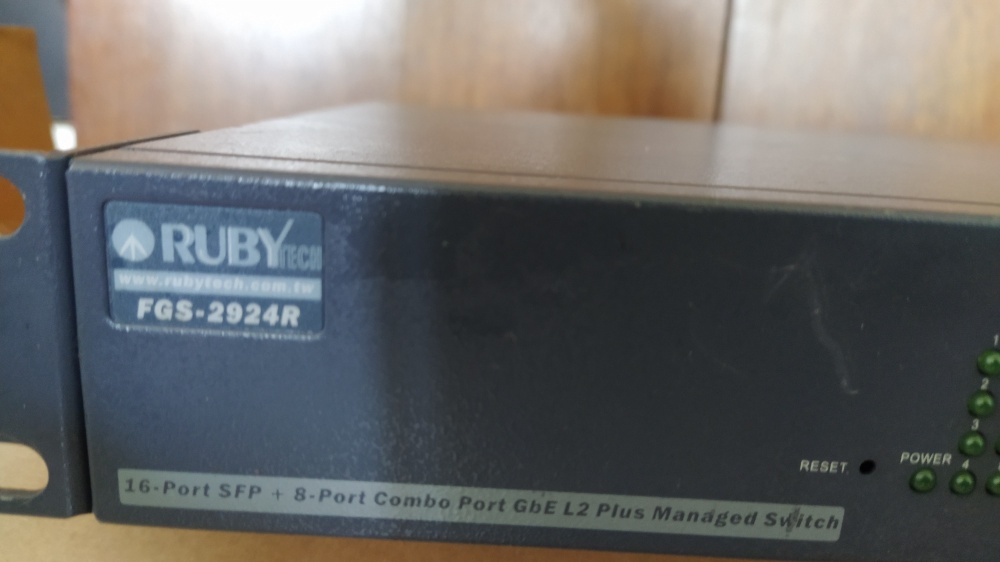 RUBYTECH
www.rubytech.com.tw
FGS-2924R
16-Port SFP + 8-Port Combo Port GbE L2 Plus Managed Switch
RESET
POWER
1
2
3
4